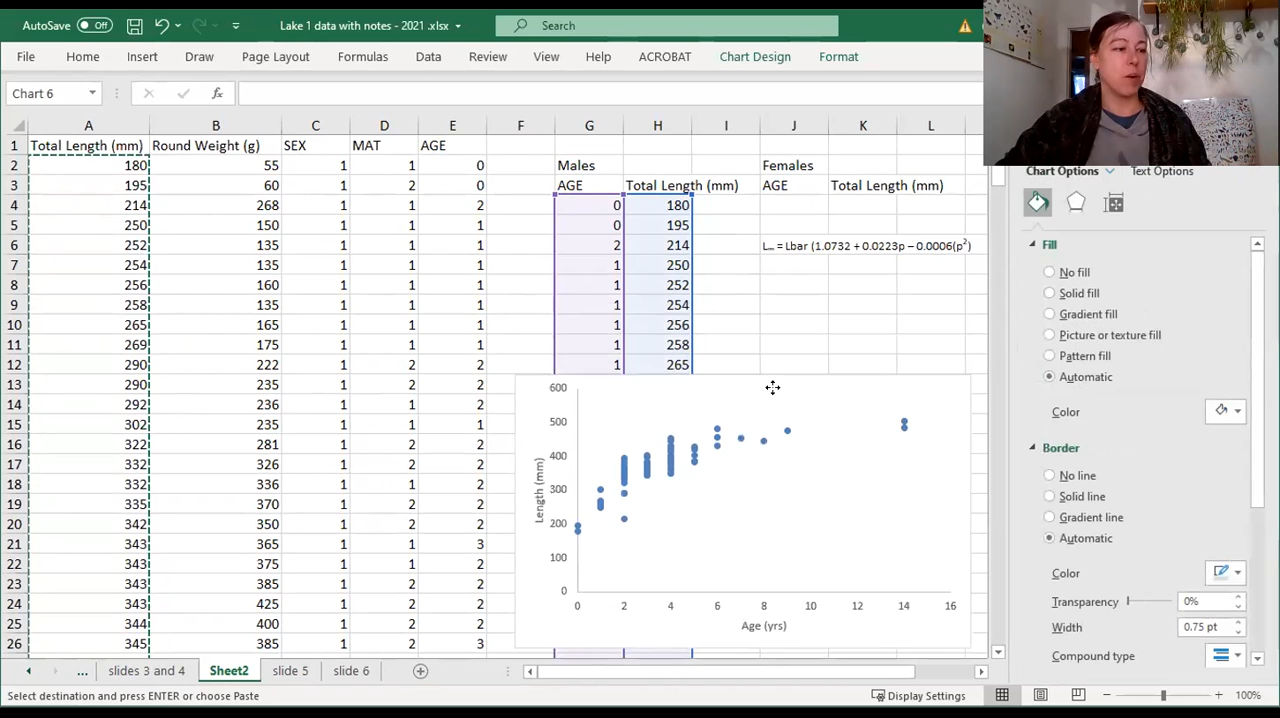 AutoSave Off Lake 1 data with notes - 2021 .xlsx Search
File Home Insert Draw Page Layout Formulas Data Review View Help ACROBAT Chart Design Format
Chart 6 fx
A B C D E F G H I J K L
1 Total Length (mm) Round Weight (g) SEX MAT AGE
2 180 55 1 1 0 Males Females
3 195 60 1 2 0 AGE Total Length (mm) AGE Total Length (mm)
4 214 268 1 1 2 0 180
5 250 150 1 1 1 0 195
6 252 135 1 1 1 2 214 L∞ = Lbar (1.0732 + 0.0223p – 0.0006(p²)
7 254 135 1 1 1 1 250
8 256 160 1 1 1 1 252
9 258 135 1 1 1 1 254
10 265 165 1 1 1 1 256
11 269 175 1 1 1 1 258
12 290 222 1 2 2 1 265
13 290 235 1 2 2
14 292 236 1 1 2
15 302 235 1 1 1
16 322 281 1 2 2
17 332 326 1 2 2
18 332 336 1 1 2
19 335 370 1 2 2
20 342 350 1 2 2
21 343 365 1 1 3
22 343 375 1 1 2
23 343 385 1 2 2
24 343 425 1 2 2
25 344 400 1 2 2
26 345 385 1 2 3
600
500
400
300
200
100
0
Length (mm)
0 2 4 6 8 10 12 14 16
Age (yrs)
Chart Options Text Options
Fill
No fill
Solid fill
Gradient fill
Picture or texture fill
Pattern fill
Automatic
Color
Border
No line
Solid line
Gradient line
Automatic
Color
Transparency 0%
Width 0.75 pt
Compound type
... slides 3 and 4 Sheet2 slide 5 slide 6
Select destination and press ENTER or choose Paste Display Settings 100%